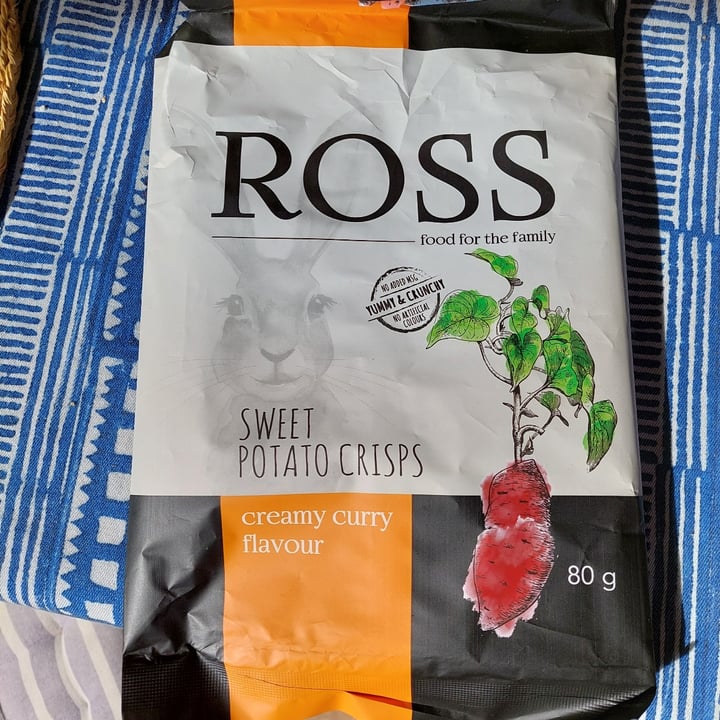 ROSS
food for the family
NO ADDED MSG
YUMMY & CRUNCHY
NO ARTIFICIAL
COLOURS
SWEET
POTATO CRISPS
creamy curry
flavour
80 g